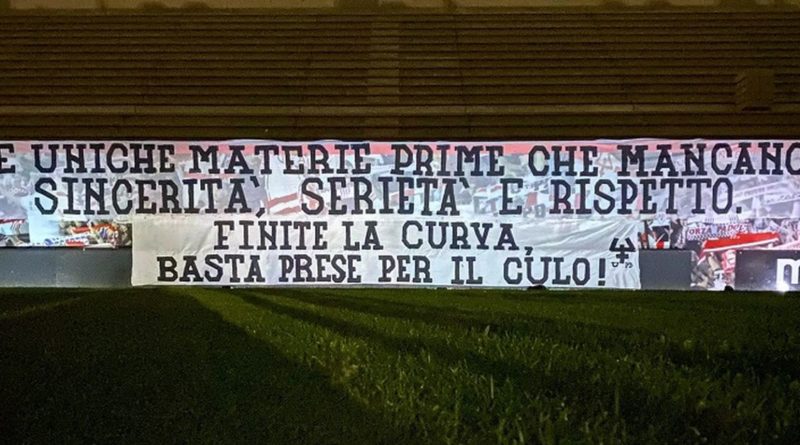 E UNICHE MATERIE PRIME CHE MANCANO
SINCERITÀ, SERIETÀ E RISPETTO.
FINITE LA CURVA,
BASTA PRESE PER IL CULO!